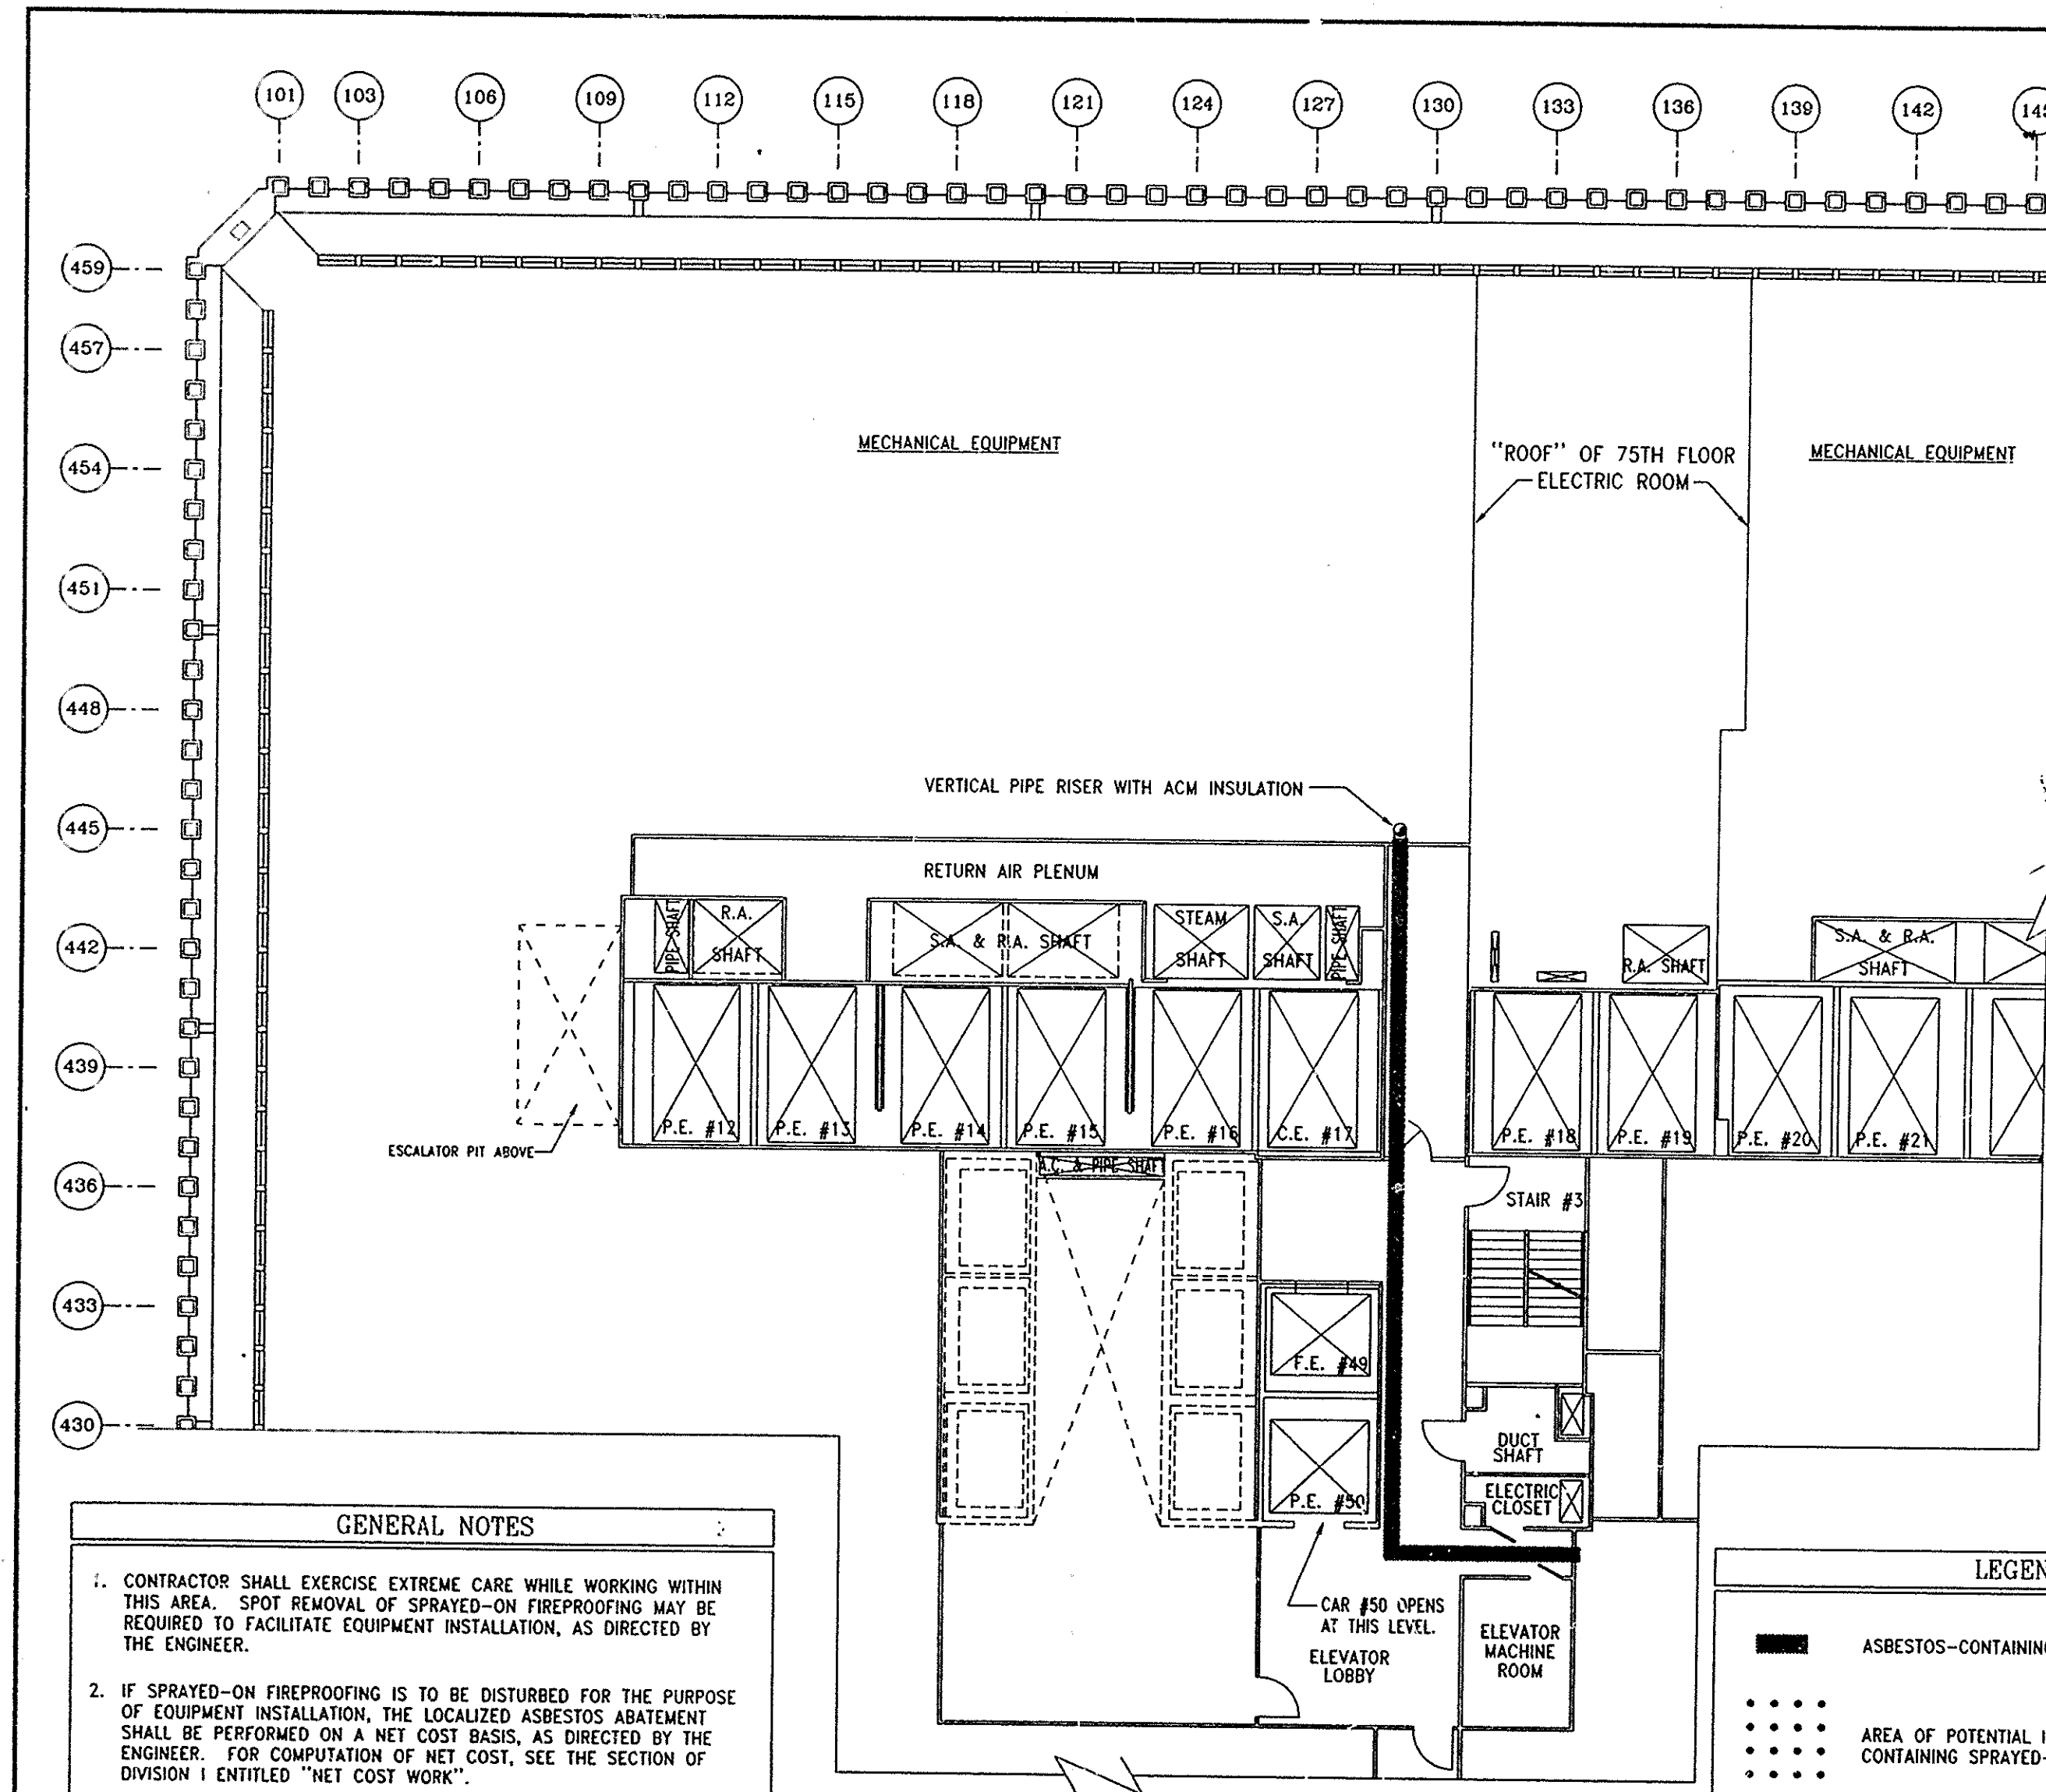 101 103 106 109 112 115 118 121 124 127 130 133 136 139 142
459
457
454
451
448
445
442
439
436
433
430
MECHANICAL EQUIPMENT
"ROOF" OF 75TH FLOOR
ELECTRIC ROOM
MECHANICAL EQUIPMENT
VERTICAL PIPE RISER WITH ACM INSULATION
RETURN AIR PLENUM
PIPE SHAFT
R.A.
SHAFT
S.A. & R.A. SHAFT
STEAM
SHAFT
S.A.
SHAFT
PIPE SHAFT
R.A. SHAFT
S.A. & R.A.
SHAFT
P.E. #12
P.E. #13
P.E. #14
P.E. #15
P.E. #16
C.E. #17
P.E. #18
P.E. #19
P.E. #20
P.E. #21
ESCALATOR PIT ABOVE
A.C. & PIPE SHAFT
STAIR #3
F.E. #49
P.E. #50
DUCT
SHAFT
ELECTRIC
CLOSET
CAR #50 OPENS
AT THIS LEVEL.
ELEVATOR
LOBBY
ELEVATOR
MACHINE
ROOM
GENERAL NOTES
1. CONTRACTOR SHALL EXERCISE EXTREME CARE WHILE WORKING WITHIN
THIS AREA. SPOT REMOVAL OF SPRAYED-ON FIREPROOFING MAY BE
REQUIRED TO FACILITATE EQUIPMENT INSTALLATION, AS DIRECTED BY
THE ENGINEER.
2. IF SPRAYED-ON FIREPROOFING IS TO BE DISTURBED FOR THE PURPOSE
OF EQUIPMENT INSTALLATION, THE LOCALIZED ASBESTOS ABATEMENT
SHALL BE PERFORMED ON A NET COST BASIS, AS DIRECTED BY THE
ENGINEER. FOR COMPUTATION OF NET COST, SEE THE SECTION OF
DIVISION I ENTITLED "NET COST WORK".
LEGEN
ASBESTOS-CONTAINING
AREA OF POTENTIAL
CONTAINING SPRAYED-